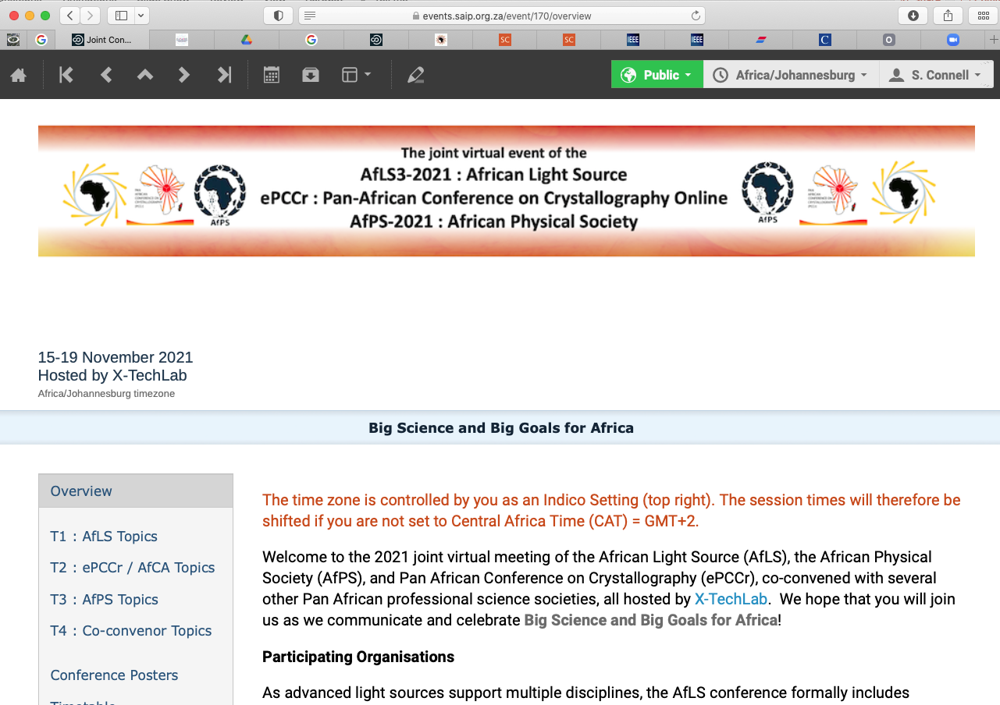 events.saip.org.za/event/170/overview
Joint Con...
SC
SC
IEEE
IEEE
C
O
Public
Africa/Johannesburg
S. Connell
The joint virtual event of the
AfLS3-2021 : African Light Source
ePCCr : Pan-African Conference on Crystallography Online
AfPS-2021 : African Physical Society
AfPS
AfPS
15-19 November 2021
Hosted by X-TechLab
Africa/Johannesburg timezone
Big Science and Big Goals for Africa
Overview
T1 : AfLS Topics
T2 : ePCCr / AfCA Topics
T3 : AfPS Topics
T4 : Co-convenor Topics
Conference Posters
Timetable
The time zone is controlled by you as an Indico Setting (top right). The session times will therefore be
shifted if you are not set to Central Africa Time (CAT) = GMT+2.
Welcome to the 2021 joint virtual meeting of the African Light Source (AfLS), the African Physical
Society (AfPS), and Pan African Conference on Crystallography (ePCCr), co-convened with several
other Pan African professional science societies, all hosted by X-TechLab.  We hope that you will join
us as we communicate and celebrate Big Science and Big Goals for Africa!
Participating Organisations
As advanced light sources support multiple disciplines, the AfLS conference formally includes